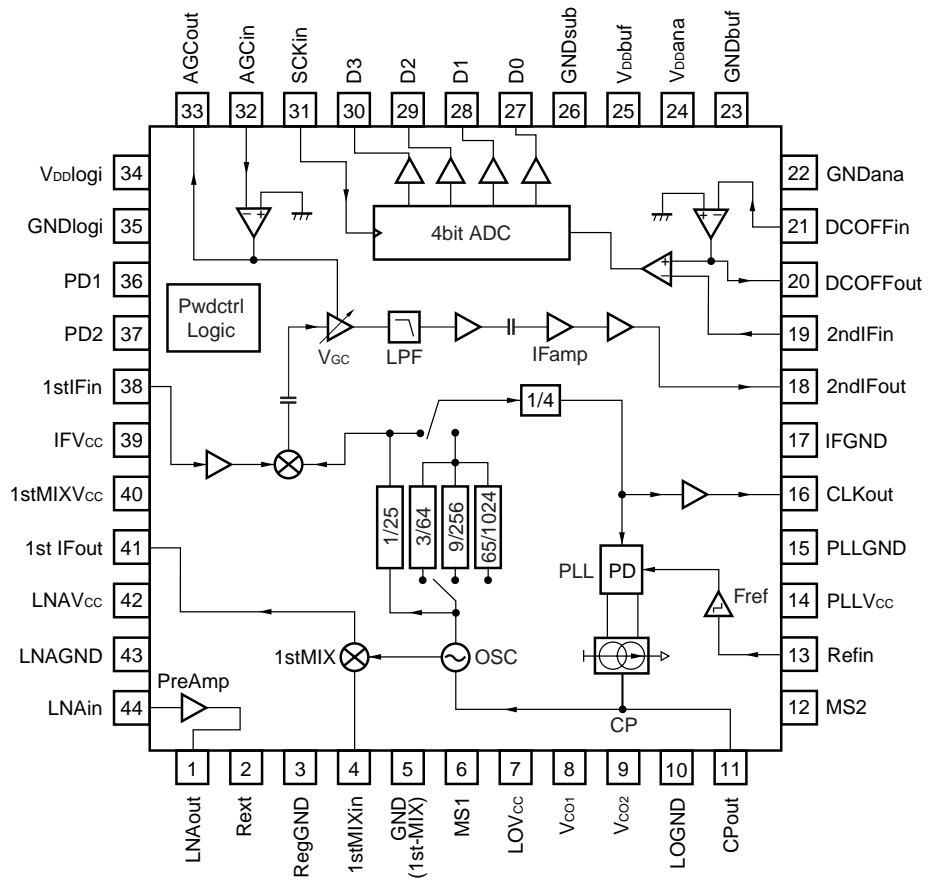 AGCout
AGCin
SCKin
D3
D2
D1
D0
GNDsub
VDDbuf
VDDana
GNDbuf
33
32
31
30
29
28
27
26
25
24
23
VDDlogi 34
GNDlogi 35
PD1 36
PD2 37
1stIFin 38
IFVCC 39
1stMIXVCC 40
1st IFout 41
LNAVCC 42
LNAGND 43
LNAin 44
22 GNDana
21 DCOFFin
20 DCOFFout
19 2ndIFin
18 2ndIFout
17 IFGND
16 CLKout
15 PLLGND
14 PLLVCC
13 Refin
12 MS2
− +
4bit ADC
+ −
+
−
Pwdctrl
Logic
VGC
LPF
IFamp
1/4
1/25
3/64
9/256
65/1024
PLL
PD
Fref
1stMIX
OSC
CP
PreAmp
1
2
3
4
5
6
7
8
9
10
11
LNAout
Rext
RegGND
1stMIXin
GND
(1st-MIX)
MS1
LOVCC
VCO1
VCO2
LOGND
CPout